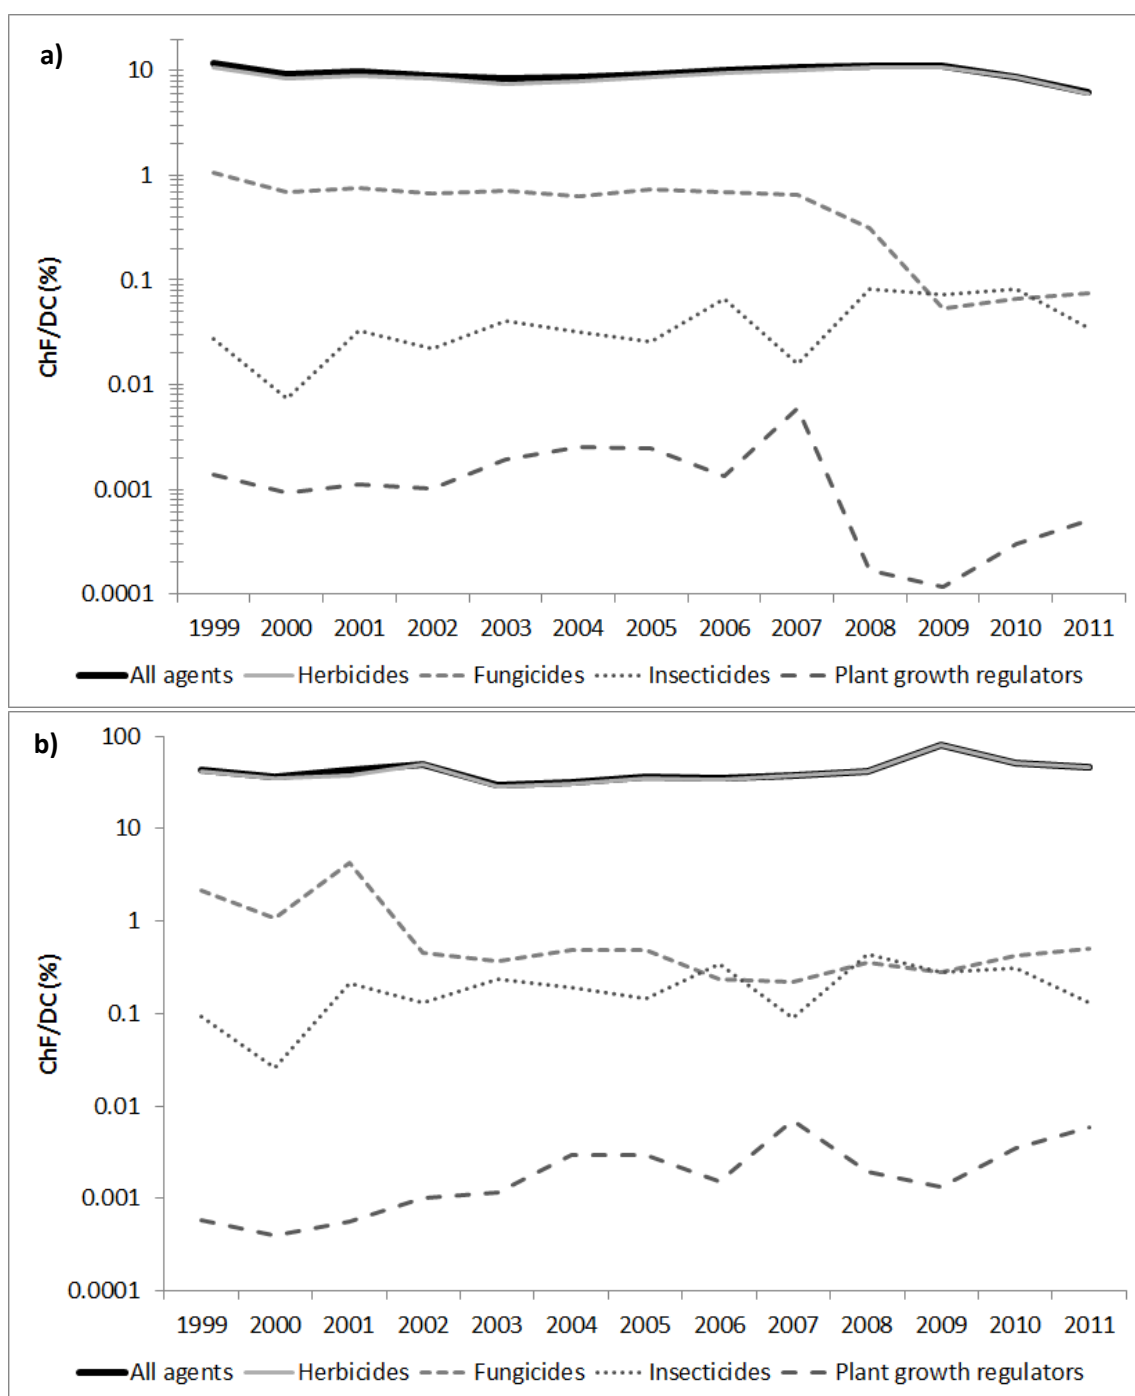 a)
10
1
0.1
0.01
0.001
0.0001
ChF/DC (%)
1999 2000 2001 2002 2003 2004 2005 2006 2007 2008 2009 2010 2011
All agents Herbicides Fungicides Insecticides Plant growth regulators
b)
100
10
1
0.1
0.01
0.001
0.0001
ChF/DC (%)
1999 2000 2001 2002 2003 2004 2005 2006 2007 2008 2009 2010 2011
All agents Herbicides Fungicides Insecticides Plant growth regulators